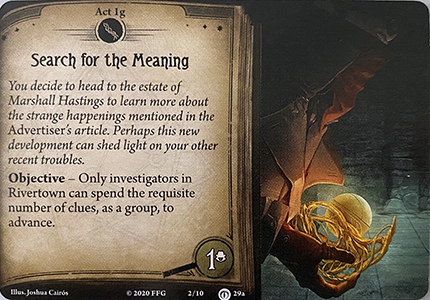 Act 1g
Search for the Meaning
You decide to head to the estate of
Marshall Hastings to learn more about
the strange happenings mentioned in the
Advertiser's article. Perhaps this new
development can shed light on your other
recent troubles.
Objective – Only investigators in
Rivertown can spend the requisite
number of clues, as a group, to
advance.
1
Illus. Joshua Cairós
© 2020 FFG
2/10
29a